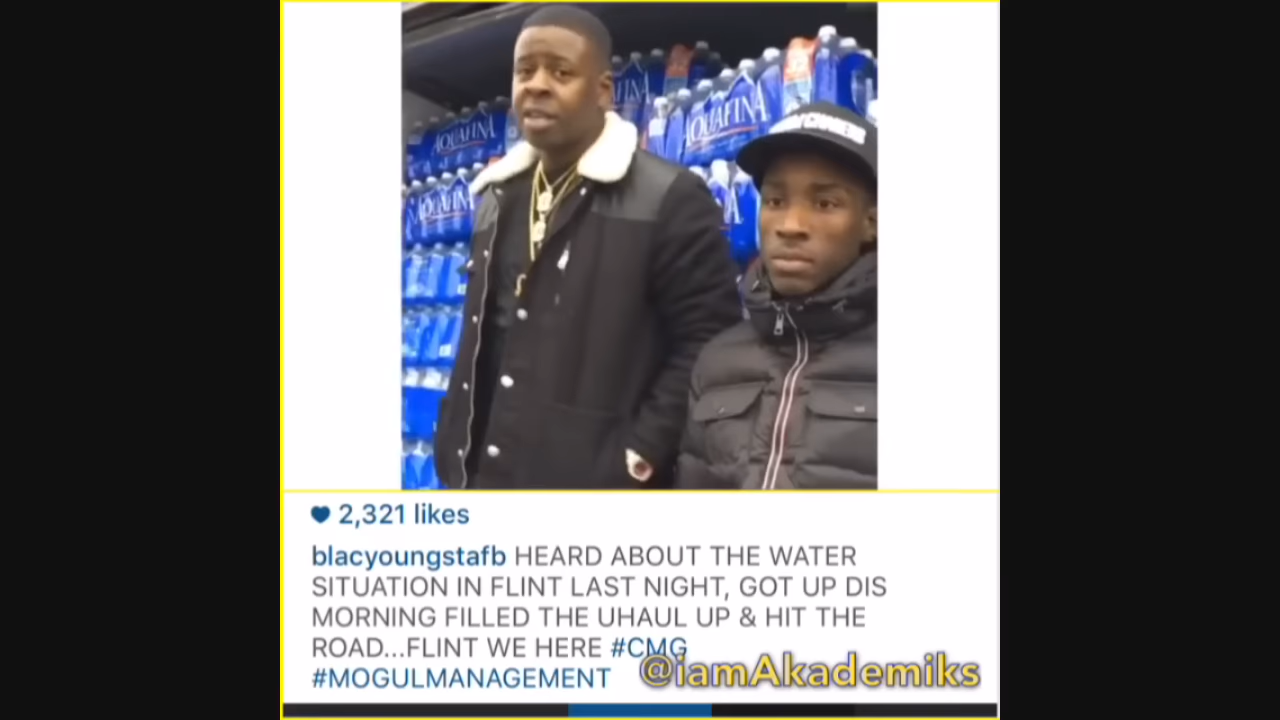 AQUAFINA
AQUAFINA
AQUAFINA
2,321 likes
blacyoungstafb HEARD ABOUT THE WATER
SITUATION IN FLINT LAST NIGHT, GOT UP DIS
MORNING FILLED THE UHAUL UP & HIT THE
ROAD...FLINT WE HERE #CMG
#MOGULMANAGEMENT
@iamAkademiks